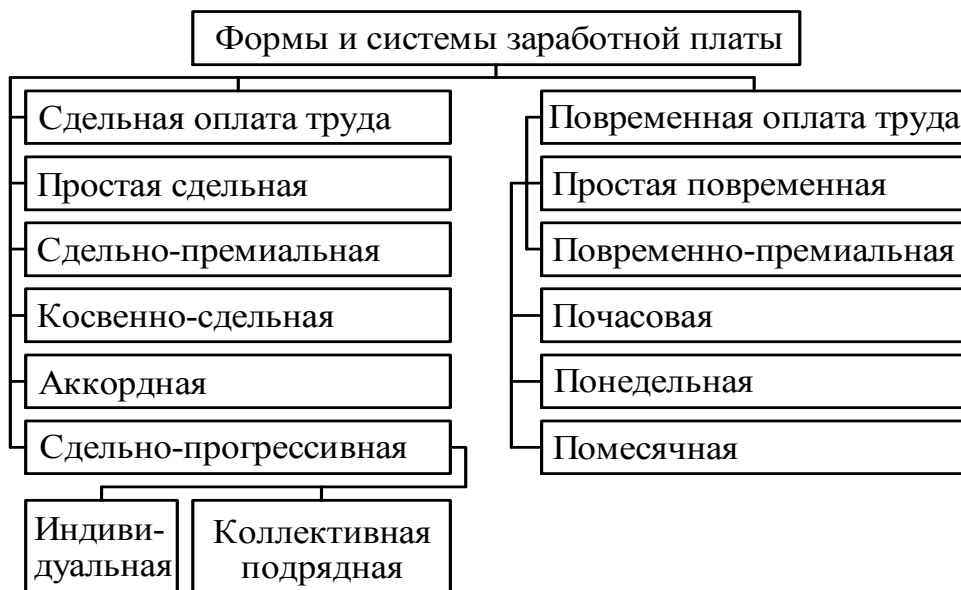 Формы и системы заработной платы
Сдельная оплата труда
Простая сдельная
Сдельно-премиальная
Косвенно-сдельная
Аккордная
Сдельно-прогрессивная
Индиви-
дуальная
Коллективная
подрядная
Повременная оплата труда
Простая повременная
Повременно-премиальная
Почасовая
Понедельная
Помесячная